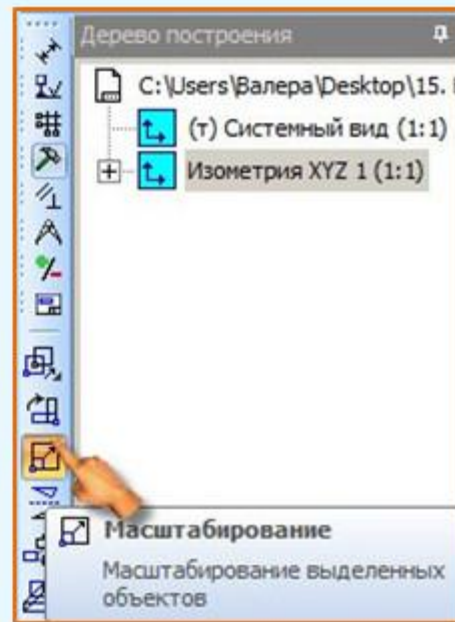 Дерево построения
C:\Users\Валера\Desktop\15.
(т) Системный вид (1:1)
Изометрия XYZ 1 (1:1)
Масштабирование
Масштабирование выделенных
объектов